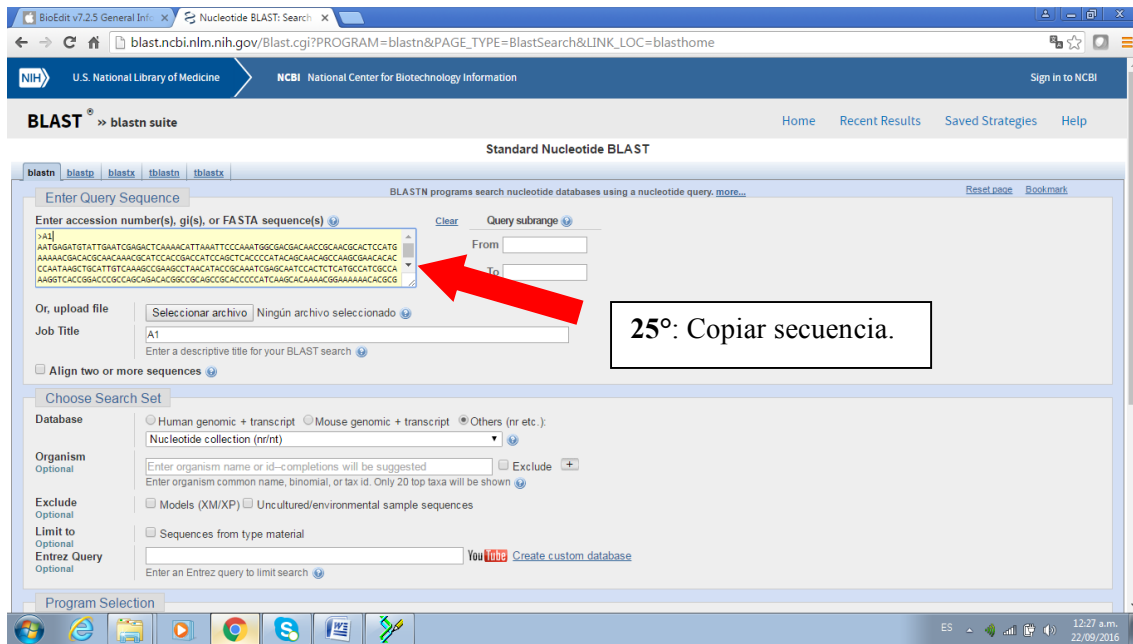 BioEdit v7.2.5 General Info
Nucleotide BLAST: Search
blast.ncbi.nlm.nih.gov/Blast.cgi?PROGRAM=blastn&PAGE_TYPE=BlastSearch&LINK_LOC=blasthome
NIH U.S. National Library of Medicine NCBI National Center for Biotechnology Information Sign in to NCBI
BLAST ® » blastn suite Home Recent Results Saved Strategies Help
Standard Nucleotide BLAST
blastn blastp blastx tblastn tblastx
Enter Query Sequence BLASTN programs search nucleotide databases using a nucleotide query. more... Reset page Bookmark
Enter accession number(s), gi(s), or FASTA sequence(s) Clear Query subrange
>A1
AATGAGATGTATTGAATCGAGACTCAAAACATTAAATTCCCAAATGGCGACGACAACCGCAACGCACTCCATG
AAAAACGACACGCAACAAACGCATCCACCGACCATCCAGCTCACCCCATACAGCAACAGCCAAGCGAACACAC
CCAATAAGCTGCATTGTCAAAGCCGAAGCCTAACATACCGCAAATCGAGCAATCCACTCTCATGCCATCGCCA
AAGGTCACCGGACCCGCCAGCAGACACGGCCGCAGCCGCACCCCCATCAAGCACAAAACGGAAAAAACACGCG
From
To
25°: Copiar secuencia.
Or, upload file Seleccionar archivo Ningún archivo seleccionado
Job Title A1
Enter a descriptive title for your BLAST search
Align two or more sequences
Choose Search Set
Database Human genomic + transcript Mouse genomic + transcript Others (nr etc.):
Nucleotide collection (nr/nt)
Organism
Optional
Enter organism name or id–completions will be suggested Exclude +
Enter organism common name, binomial, or tax id. Only 20 top taxa will be shown
Exclude
Optional
Models (XM/XP) Uncultured/environmental sample sequences
Limit to
Optional
Sequences from type material
Entrez Query
Optional
YouTube Create custom database
Enter an Entrez query to limit search
Program Selection
ES 12:27 a.m.
22/09/2016